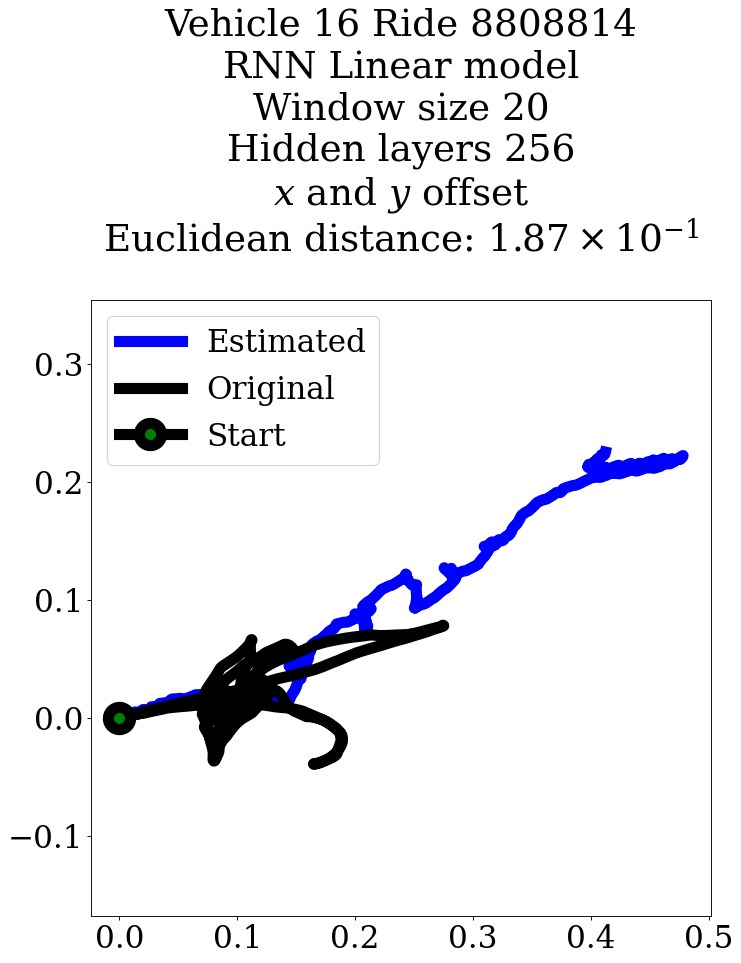 Vehicle 16 Ride 8808814
RNN Linear model
Window size 20
Hidden layers 256
x and y offset
Euclidean distance: 1.87 × 10⁻¹
Estimated
Original
Start
0.3
0.2
0.1
0.0
−0.1
0.0 0.1 0.2 0.3 0.4 0.5